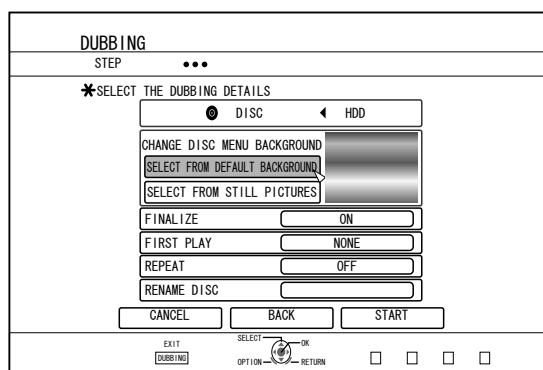 DUBBING
STEP
SELECT THE DUBBING DETAILS
DISC HDD
CHANGE DISC MENU BACKGROUND
SELECT FROM DEFAULT BACKGROUND
SELECT FROM STILL PICTURES
FINALIZE ON
FIRST PLAY NONE
REPEAT OFF
RENAME DISC
CANCEL BACK START
EXIT SELECT OK
DUBBING OPTION RETURN